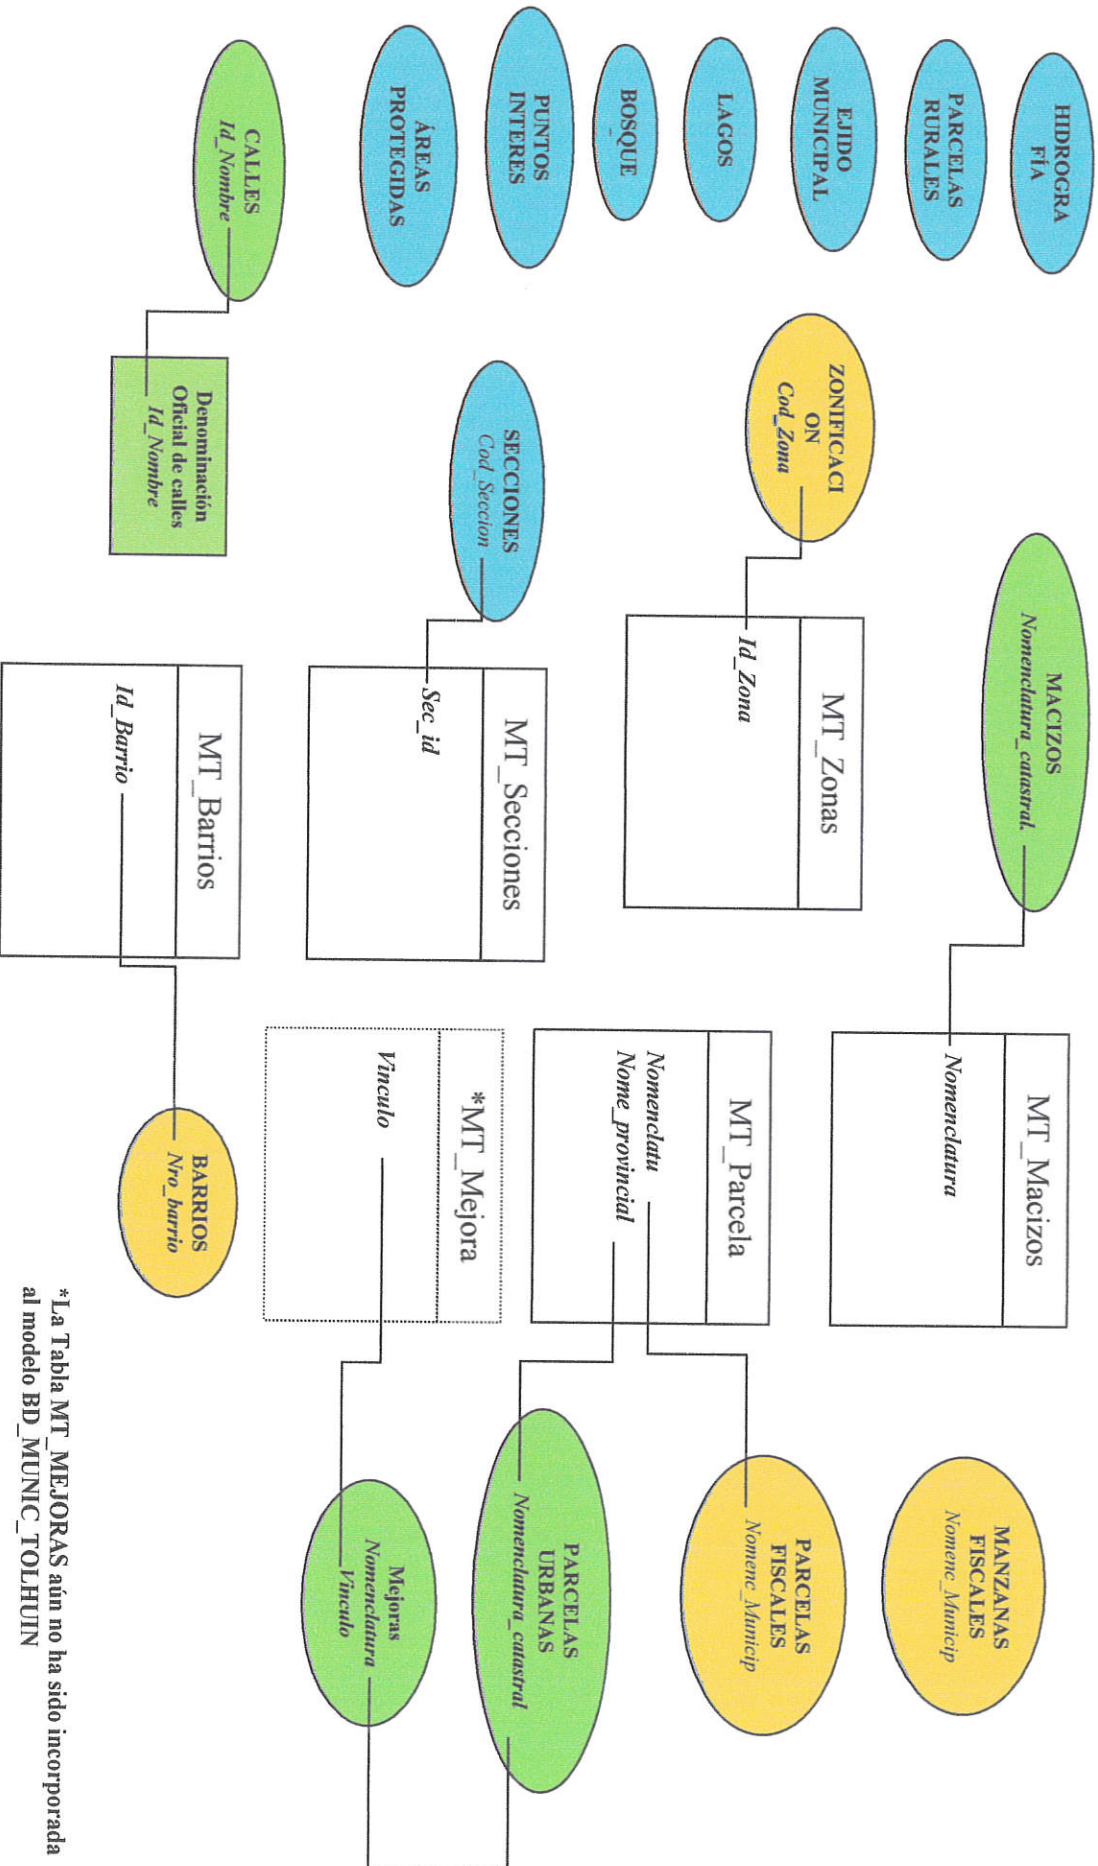 HIDROGRA
FÍA
PARCELAS
RURALES
EJIDO
MUNICIPAL
LAGOS
BOSQUE
PUNTOS
INTERES
ÁREAS
PROTEGIDAS
CALLES
Id_Nombre
MACIZOS
Nomenclatura_catastral.
ZONIFICACI
ON
Cod_Zona
SECCIONES
Cod_Seccion
Denominación
Oficial de calles
Id_Nombre
MT_Zonas
Id_Zona
MT_Secciones
Sec_id
MT_Barrios
Id_Barrio
MT_Macizos
Nomenclatura
MT_Parcela
Nomenclatu
Nome_provincial
*MT_Mejora
Vinculo
BARRIOS
Nro_barrio
MANZANAS
FISCALES
Nomenc_Municip
PARCELAS
FISCALES
Nomenc_Municip
PARCELAS
URBANAS
Nomenclatura_catastral
Mejoras
Nomenclatura
Vinculo
*La Tabla MT_MEJORAS aún no ha sido incorporada
al modelo BD_MUNIC_TOLHUIN